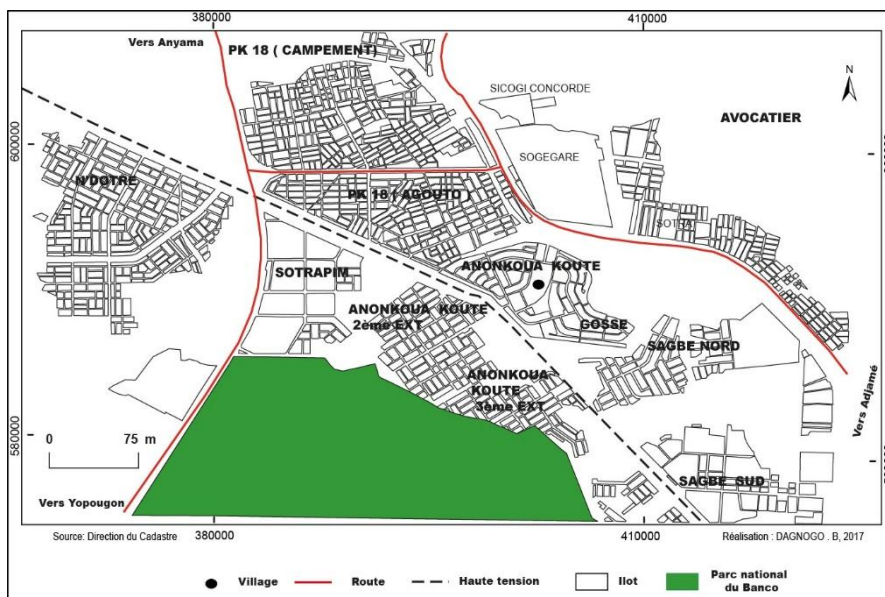 380000
410000
Vers Anyama
PK 18 ( CAMPEMENT)
N
SICOGI CONCORDE
AVOCATIER
600000
SOGEGARE
N'DOTRE
PK 18 ( AGOUTO )
ANONKOUA KOUTE
SOTRAPIM
ANONKOUA KOUTE
2ème EXT
GOSSE
SAGBE NORD
ANONKOUA
KOUTE
3ème EXT
Vers Adjamé
580000
0 75 m
SAGBE SUD
Vers Yopougon
380000
410000
Source: Direction du Cadastre
Réalisation : DAGNOGO . B, 2017
Village
Route
Haute tension
Ilot
Parc national
du Banco